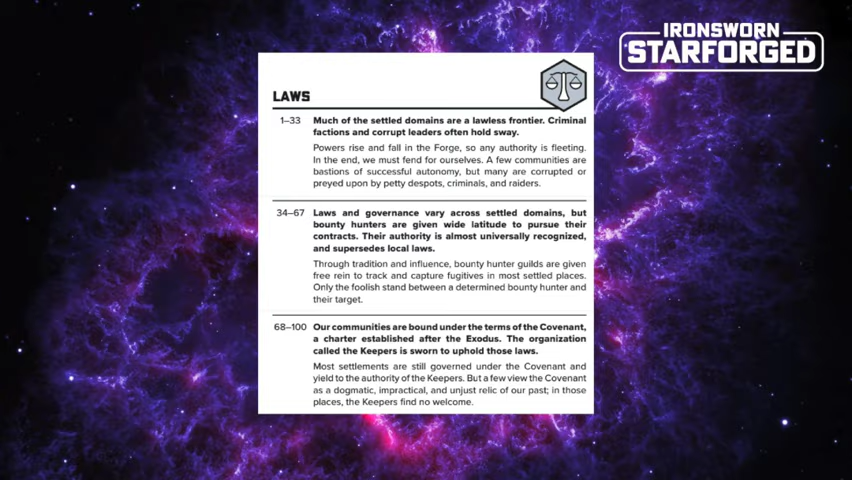 IRONSWORN
STARFORGED
LAWS
1–33 Much of the settled domains are a lawless frontier. Criminal
factions and corrupt leaders often hold sway.
Powers rise and fall in the Forge, so any authority is fleeting.
In the end, we must fend for ourselves. A few communities are
bastions of successful autonomy, but many are corrupted or
preyed upon by petty despots, criminals, and raiders.
34–67 Laws and governance vary across settled domains, but
bounty hunters are given wide latitude to pursue their
contracts. Their authority is almost universally recognized,
and supersedes local laws.
Through tradition and influence, bounty hunter guilds are given
free rein to track and capture fugitives in most settled places.
Only the foolish stand between a determined bounty hunter and
their target.
68–100 Our communities are bound under the terms of the Covenant,
a charter established after the Exodus. The organization
called the Keepers is sworn to uphold those laws.
Most settlements are still governed under the Covenant and
yield to the authority of the Keepers. But a few view the Covenant
as a dogmatic, impractical, and unjust relic of our past; in those
places, the Keepers find no welcome.